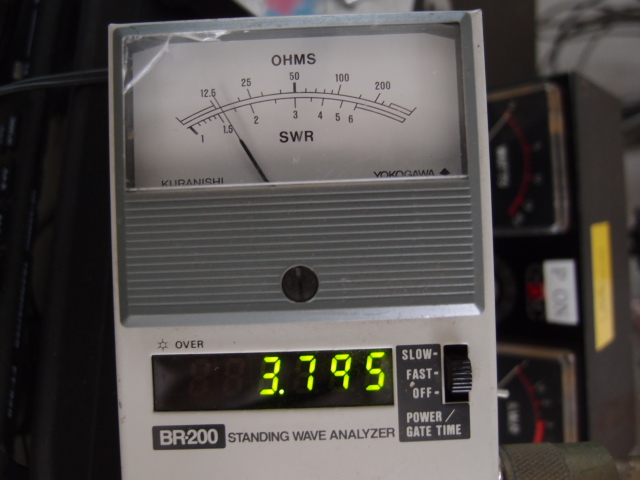 OHMS
12.5 25 50 100 200
1 1.5 2 3 4 5 6
SWR
KURANISHI YOKOGAWA
OVER
3.795
SLOW-
FAST-
OFF-
POWER/
GATE TIME
BR-200 STANDING WAVE ANALYZER
P ON